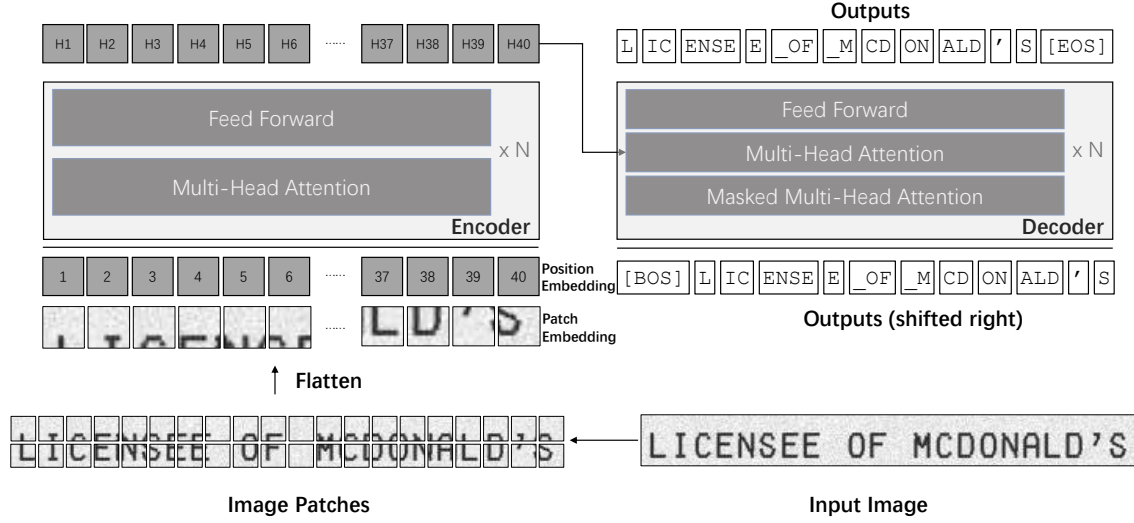 Outputs
H1 H2 H3 H4 H5 H6 ...... H37 H38 H39 H40
L IC ENSE E _OF _M CD ON ALD ' S [EOS]
Feed Forward
Multi-Head Attention
x N
Encoder
Feed Forward
Multi-Head Attention
Masked Multi-Head Attention
x N
Decoder
1 2 3 4 5 6 ...... 37 38 39 40
Position
Embedding
[BOS] L IC ENSE E _OF _M CD ON ALD ' S
LICENSE ...... LD'S
Patch
Embedding
Outputs (shifted right)
Flatten
LICENSEE OF MCDONALD'S
LICENSEE OF MCDONALD'S
Image Patches
Input Image